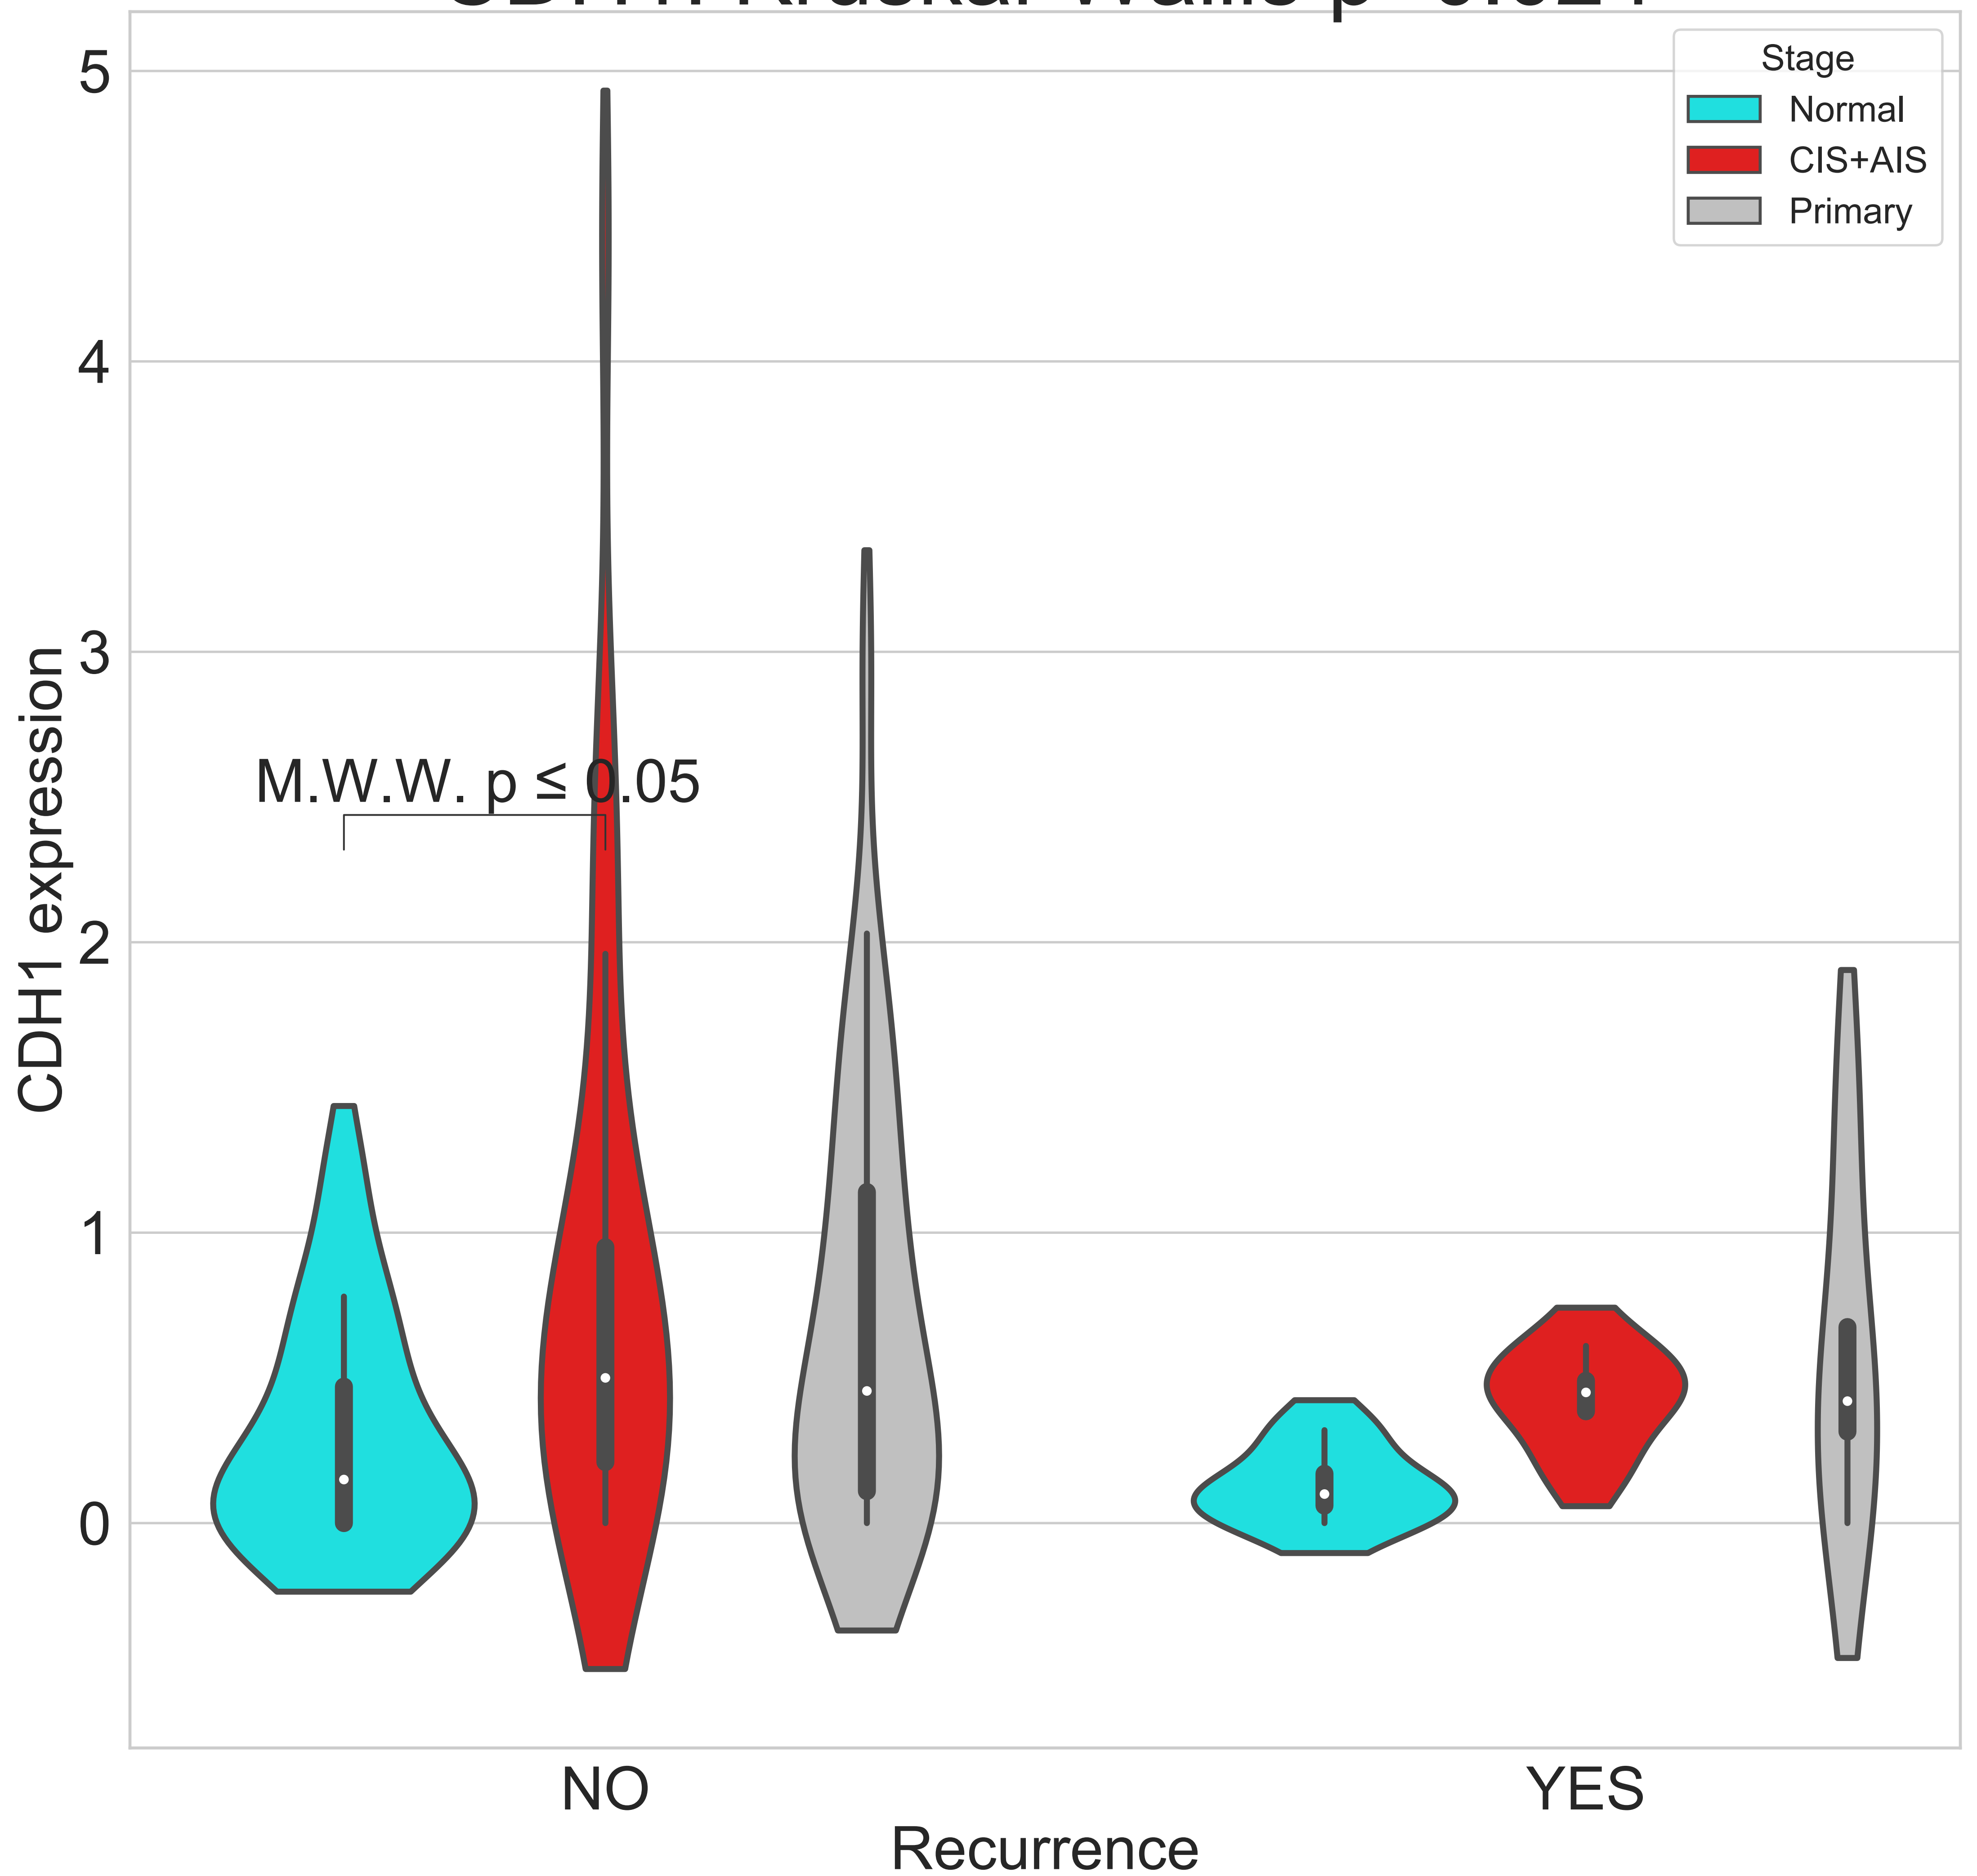 Stage
Normal
CIS+AIS
Primary
5
4
3
2
1
0
CDH1 expression
M.W.W. p ≤ 0.05
NO
YES
Recurrence